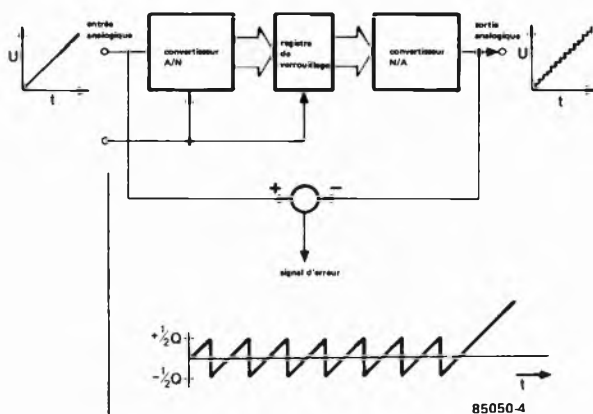 entrée
analogique
convertisseur
A/N
registre
de
verrouillage
convertisseur
N/A
sortie
analogique
U
t
U
t
+
−
signal d'erreur
+½Q
−½Q
t
85050-4